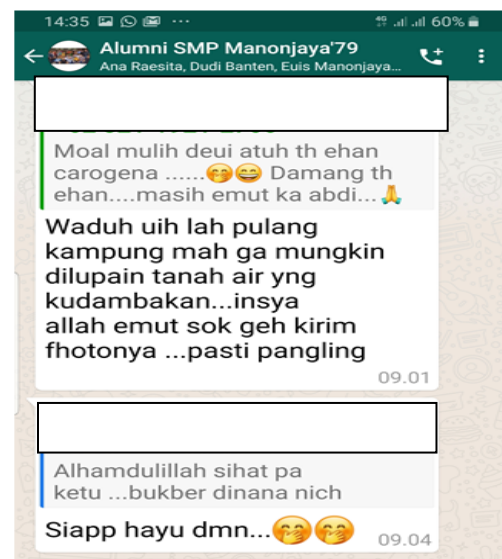 14:35 60%
Alumni SMP Manonjaya'79
Ana Raesita, Dudi Banten, Euis Manonjaya...
Moal mulih deui atuh th ehan
carogena ......🤭😄 Damang th
ehan....masih emut ka abdi...🙏
Waduh uih lah pulang
kampung mah ga mungkin
dilupain tanah air yng
kudambakan...insya
allah emut sok geh kirim
fhotonya ...pasti pangling
09.01
Alhamdulillah sihat pa
ketu ...bukber dinana nich
Siapp hayu dmn...🤭🤭
09.04